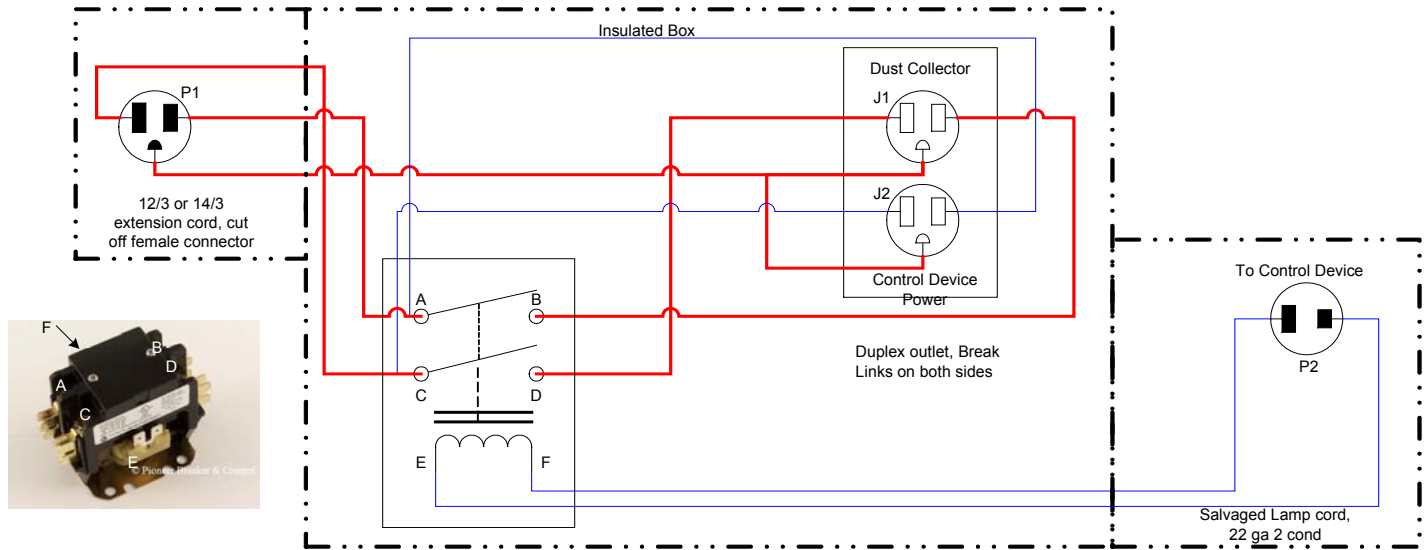 Insulated Box
P1
12/3 or 14/3
extension cord, cut
off female connector
Dust Collector
J1
J2
Control Device
Power
A
B
C
D
E
F
Duplex outlet, Break
Links on both sides
To Control Device
P2
Salvaged Lamp cord,
22 ga 2 cond
F
B
A
D
C
E
© Pioneer Breaker & Control